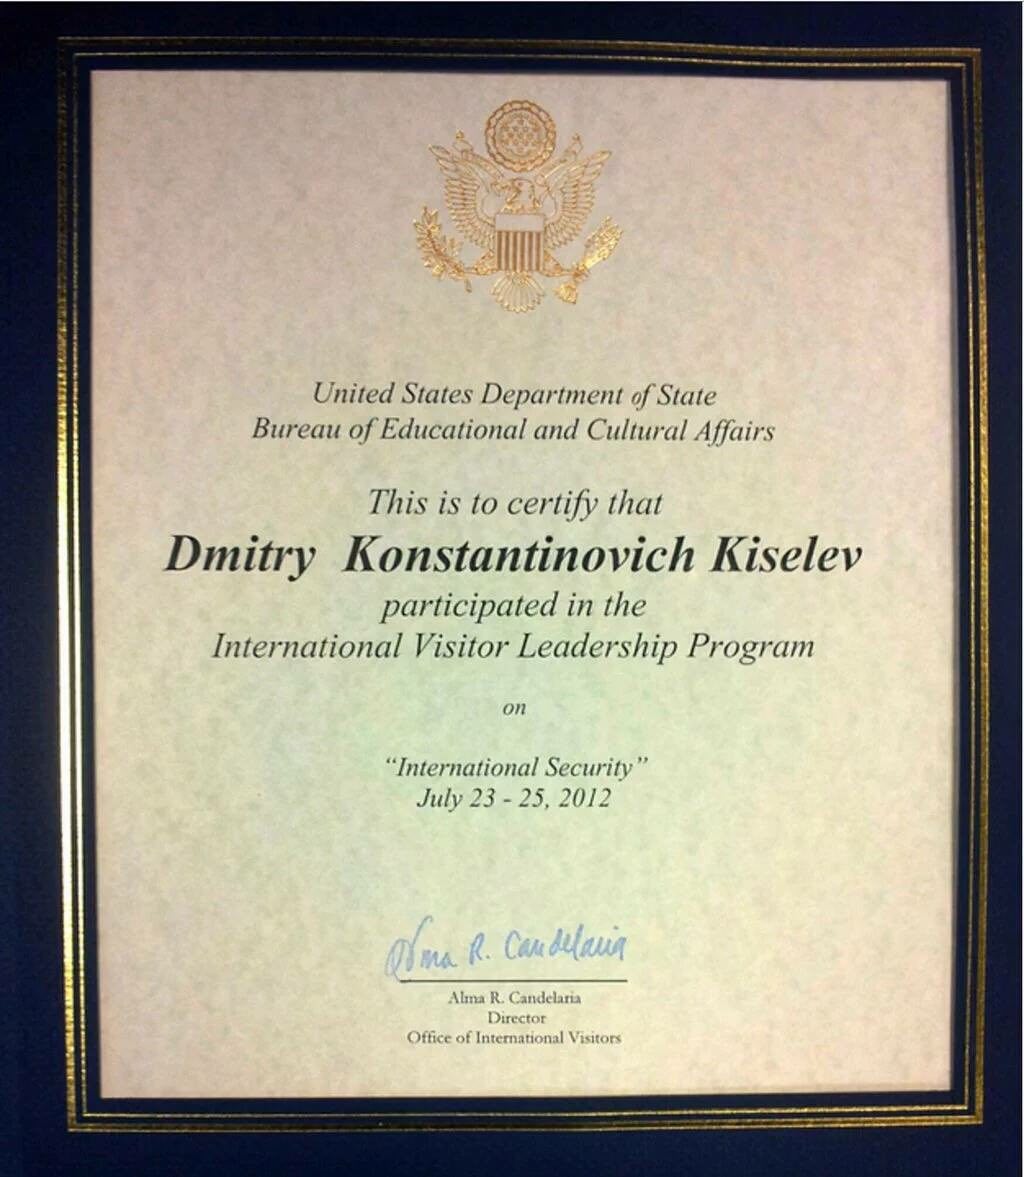 United States Department of State
Bureau of Educational and Cultural Affairs
This is to certify that
Dmitry Konstantinovich Kiselev
participated in the
International Visitor Leadership Program
on
“International Security”
July 23 - 25, 2012
Alma R. Candelaria
Alma R. Candelaria
Director
Office of International Visitors